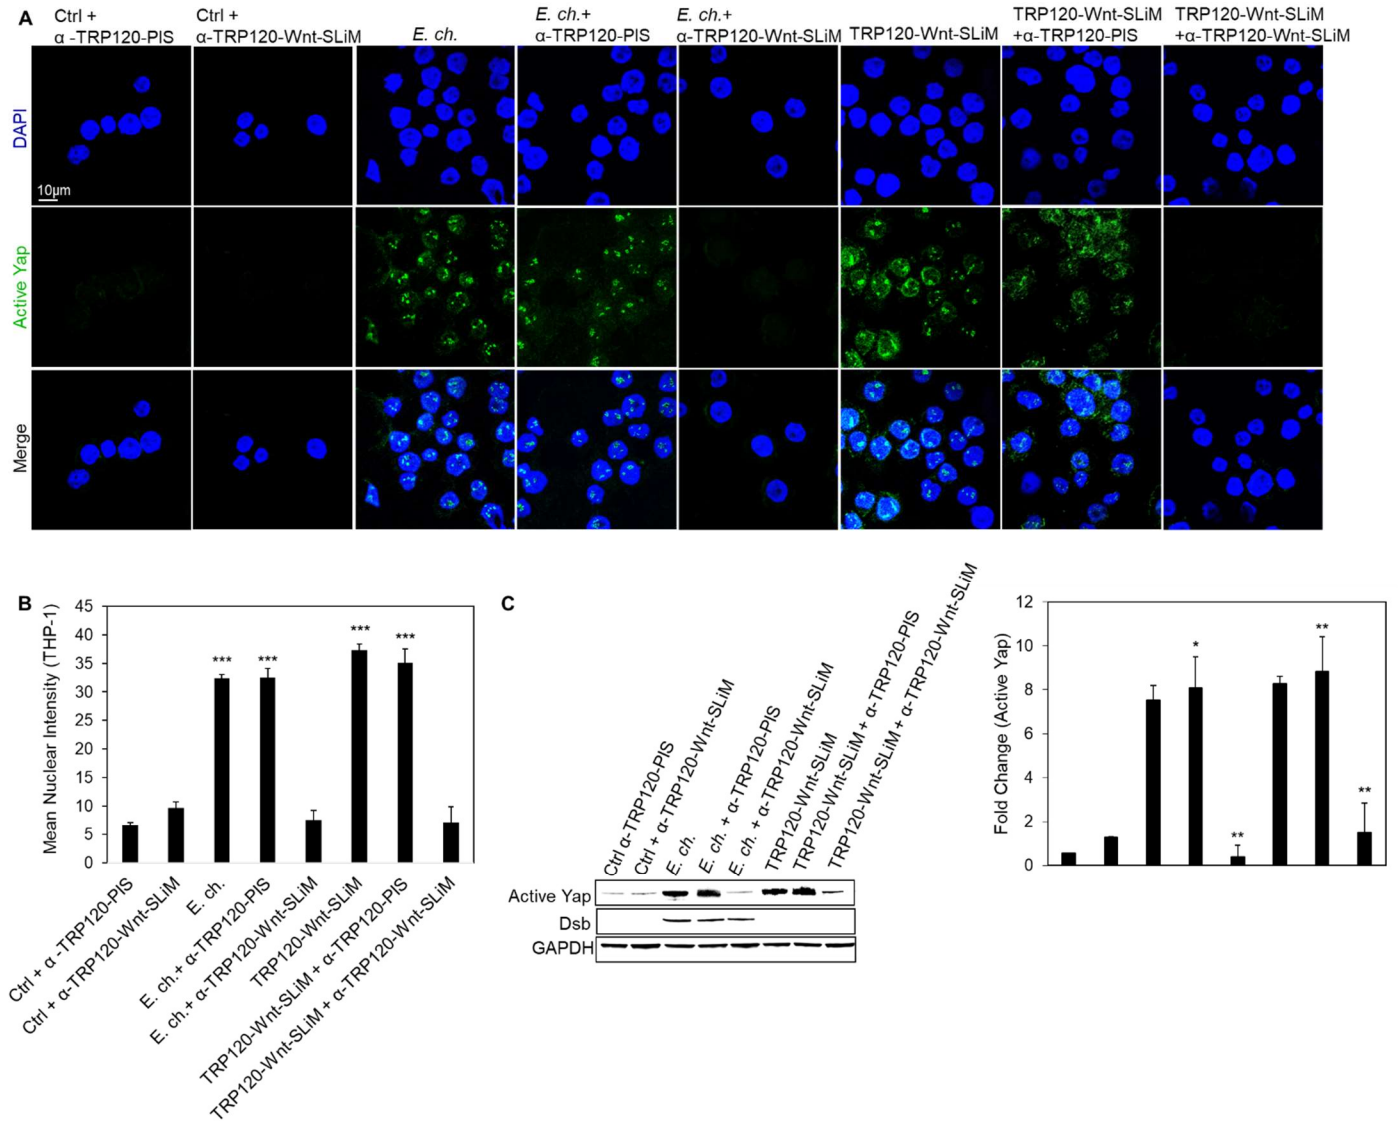 A
Ctrl +
α -TRP120-PIS
Ctrl +
α-TRP120-Wnt-SLiM
E. ch.
E. ch.+
α-TRP120-PIS
E. ch.+
α-TRP120-Wnt-SLiM
TRP120-Wnt-SLiM
TRP120-Wnt-SLiM
+α-TRP120-PIS
TRP120-Wnt-SLiM
+α-TRP120-Wnt-SLiM
DAPI
10µm
Active Yap
Merge
B
Mean Nuclear Intensity (THP-1)
45
40
35
30
25
20
15
10
5
0
***
***
***
***
Ctrl + α -TRP120-PIS
Ctrl + α-TRP120-Wnt-SLiM
E. ch.
E. ch.+ α-TRP120-PIS
E. ch.+ α-TRP120-Wnt-SLiM
TRP120-Wnt-SLiM
TRP120-Wnt-SLiM + α-TRP120-PIS
TRP120-Wnt-SLiM + α-TRP120-Wnt-SLiM
C
Ctrl α-TRP120-PIS
Ctrl + α-TRP120-Wnt-SLiM
E. ch.
E. ch. + α-TRP120-PIS
E. ch. + α-TRP120-Wnt-SLiM
TRP120-Wnt-SLiM
TRP120-Wnt-SLiM + α-TRP120-PIS
TRP120-Wnt-SLiM + α-TRP120-Wnt-SLiM
Active Yap
Dsb
GAPDH
Fold Change (Active Yap)
12
10
8
6
4
2
0
*
**
**
**